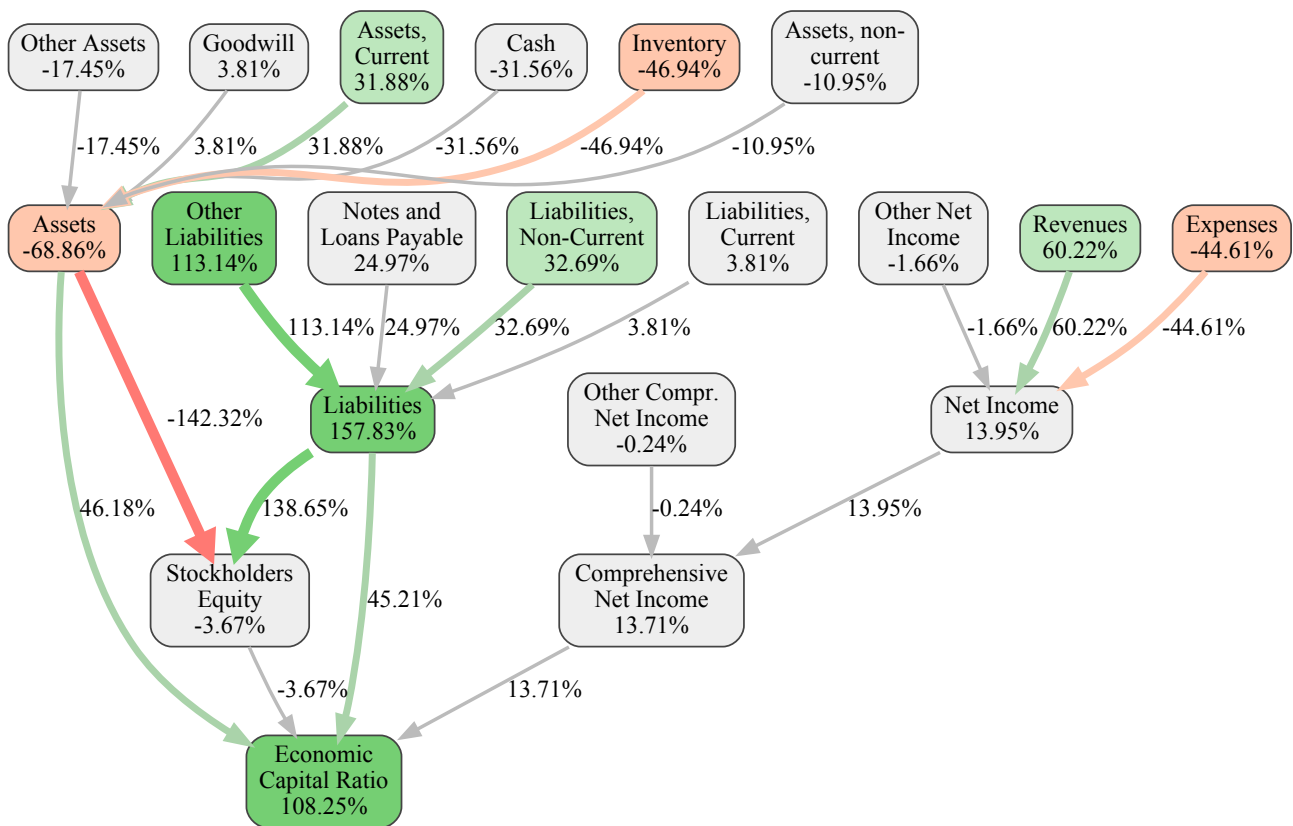 Other Assets
-17.45%
Goodwill
3.81%
Assets,
Current
31.88%
Cash
-31.56%
Inventory
-46.94%
Assets, non-
current
-10.95%
-17.45%
3.81%
31.88%
-31.56%
-46.94%
-10.95%
Assets
-68.86%
Other
Liabilities
113.14%
Notes and
Loans Payable
24.97%
Liabilities,
Non-Current
32.69%
Liabilities,
Current
3.81%
Other Net
Income
-1.66%
Revenues
60.22%
Expenses
-44.61%
113.14%
24.97%
32.69%
3.81%
-1.66%
60.22%
-44.61%
Liabilities
157.83%
Other Compr.
Net Income
-0.24%
Net Income
13.95%
-142.32%
46.18%
138.65%
-0.24%
13.95%
Stockholders
Equity
-3.67%
45.21%
Comprehensive
Net Income
13.71%
-3.67%
13.71%
Economic
Capital Ratio
108.25%